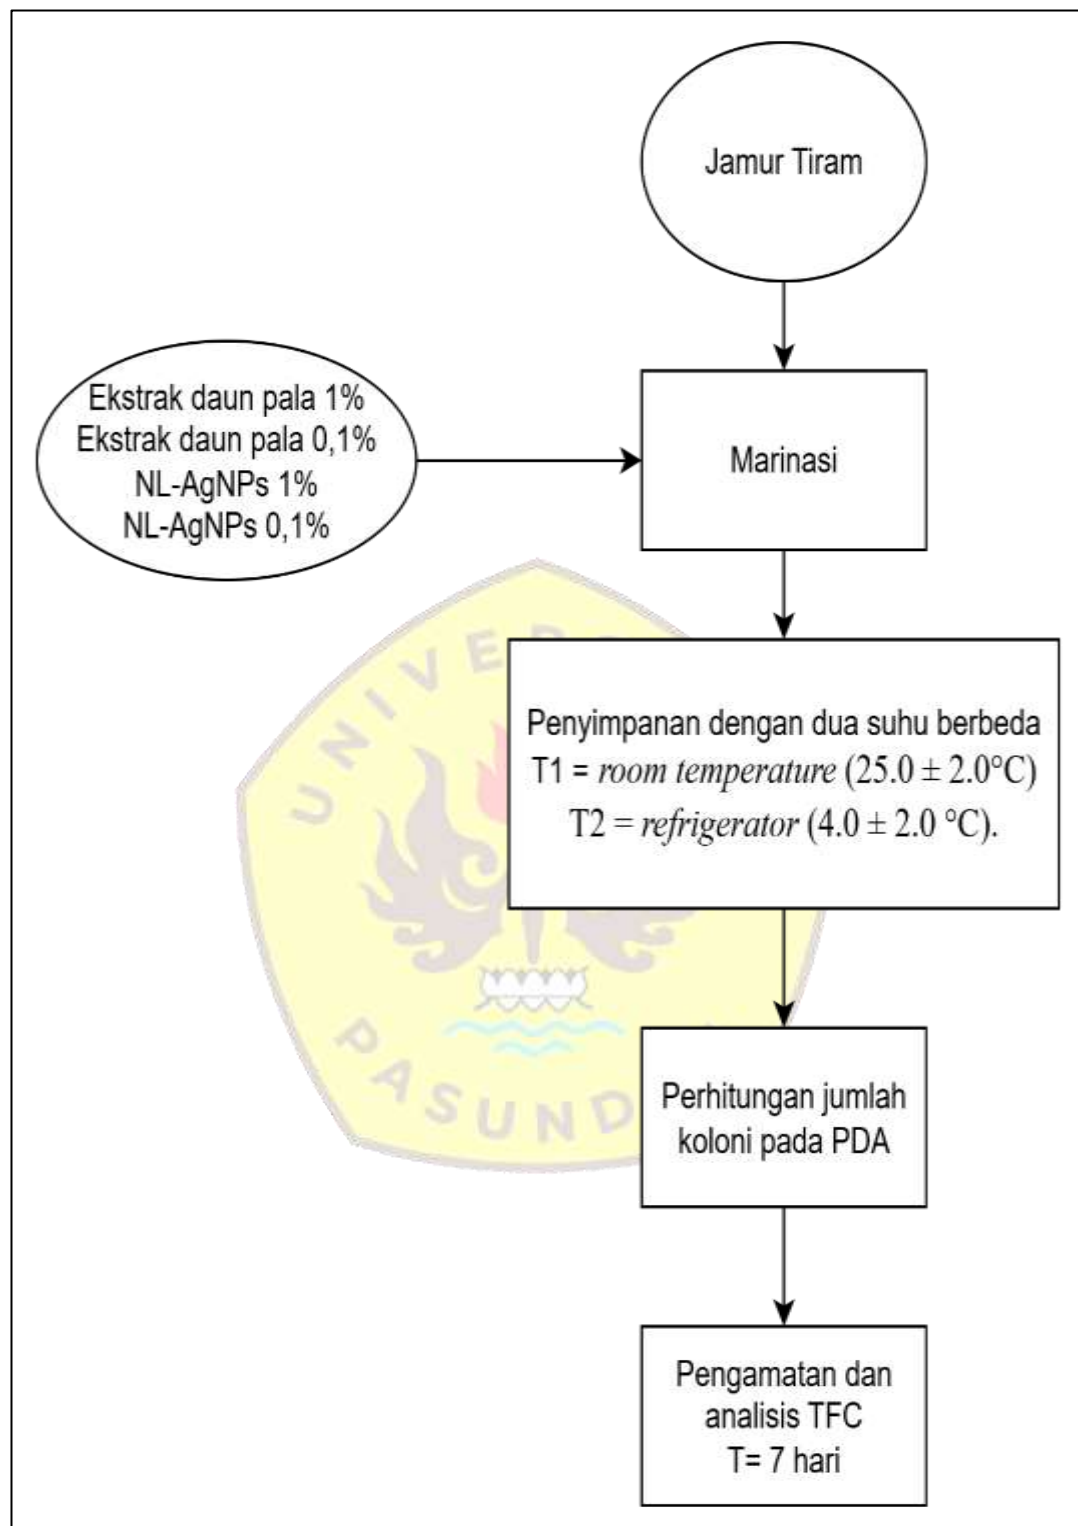 Jamur Tiram
Ekstrak daun pala 1%
Ekstrak daun pala 0,1%
NL-AgNPs 1%
NL-AgNPs 0,1%
Marinasi
Penyimpanan dengan dua suhu berbeda
T1 = room temperature (25.0 ± 2.0°C)
T2 = refrigerator (4.0 ± 2.0 °C).
Perhitungan jumlah
koloni pada PDA
Pengamatan dan
analisis TFC
T= 7 hari
PASUND